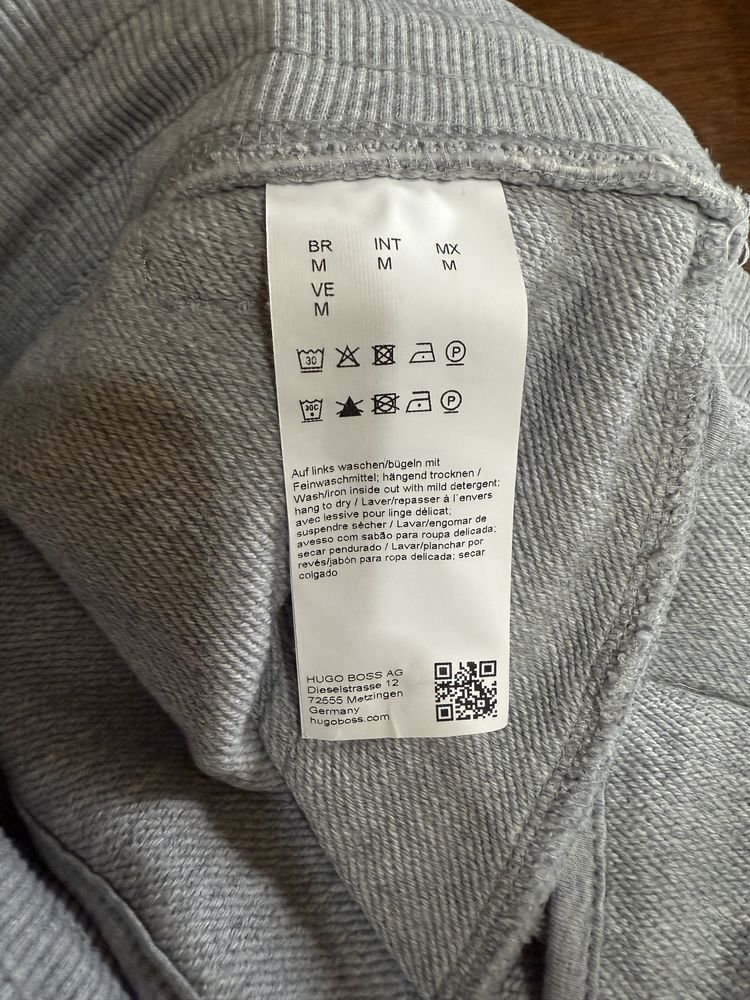 BR INT MX
M M M
VE
M
30 P
30C P
Auf links waschen/bügeln mit
Feinwaschmittel; hängend trocknen /
Wash/iron inside out with mild detergent;
hang to dry / Laver/repasser à l'envers
avec lessive pour linge délicat;
suspendre sécher / Lavar/engomar de
avesso com sabão para roupa delicada;
secar pendurado / Lavar/planchar por
revés/jabón para ropa delicada; secar
colgado
HUGO BOSS AG
Dieselstrasse 12
72555 Metzingen
Germany
hugoboss.com